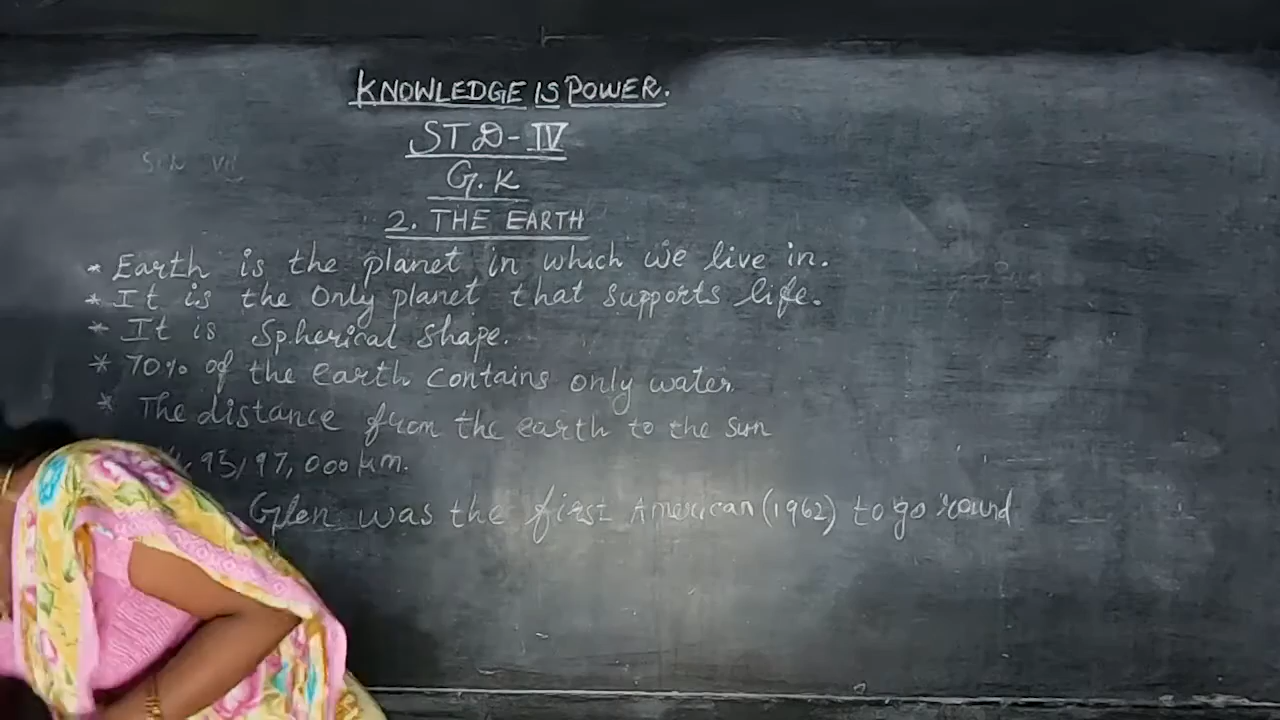 KNOWLEDGE IS POWER.
STD-IV
G.K
2. THE EARTH
* Earth is the planet in which we live in.
* It is the Only planet that supports life.
* It is Spherical shape.
* 70% of the earth contains only water.
* The distance from the earth to the Sun
000 km.
Glen was the first American (1962) to go round